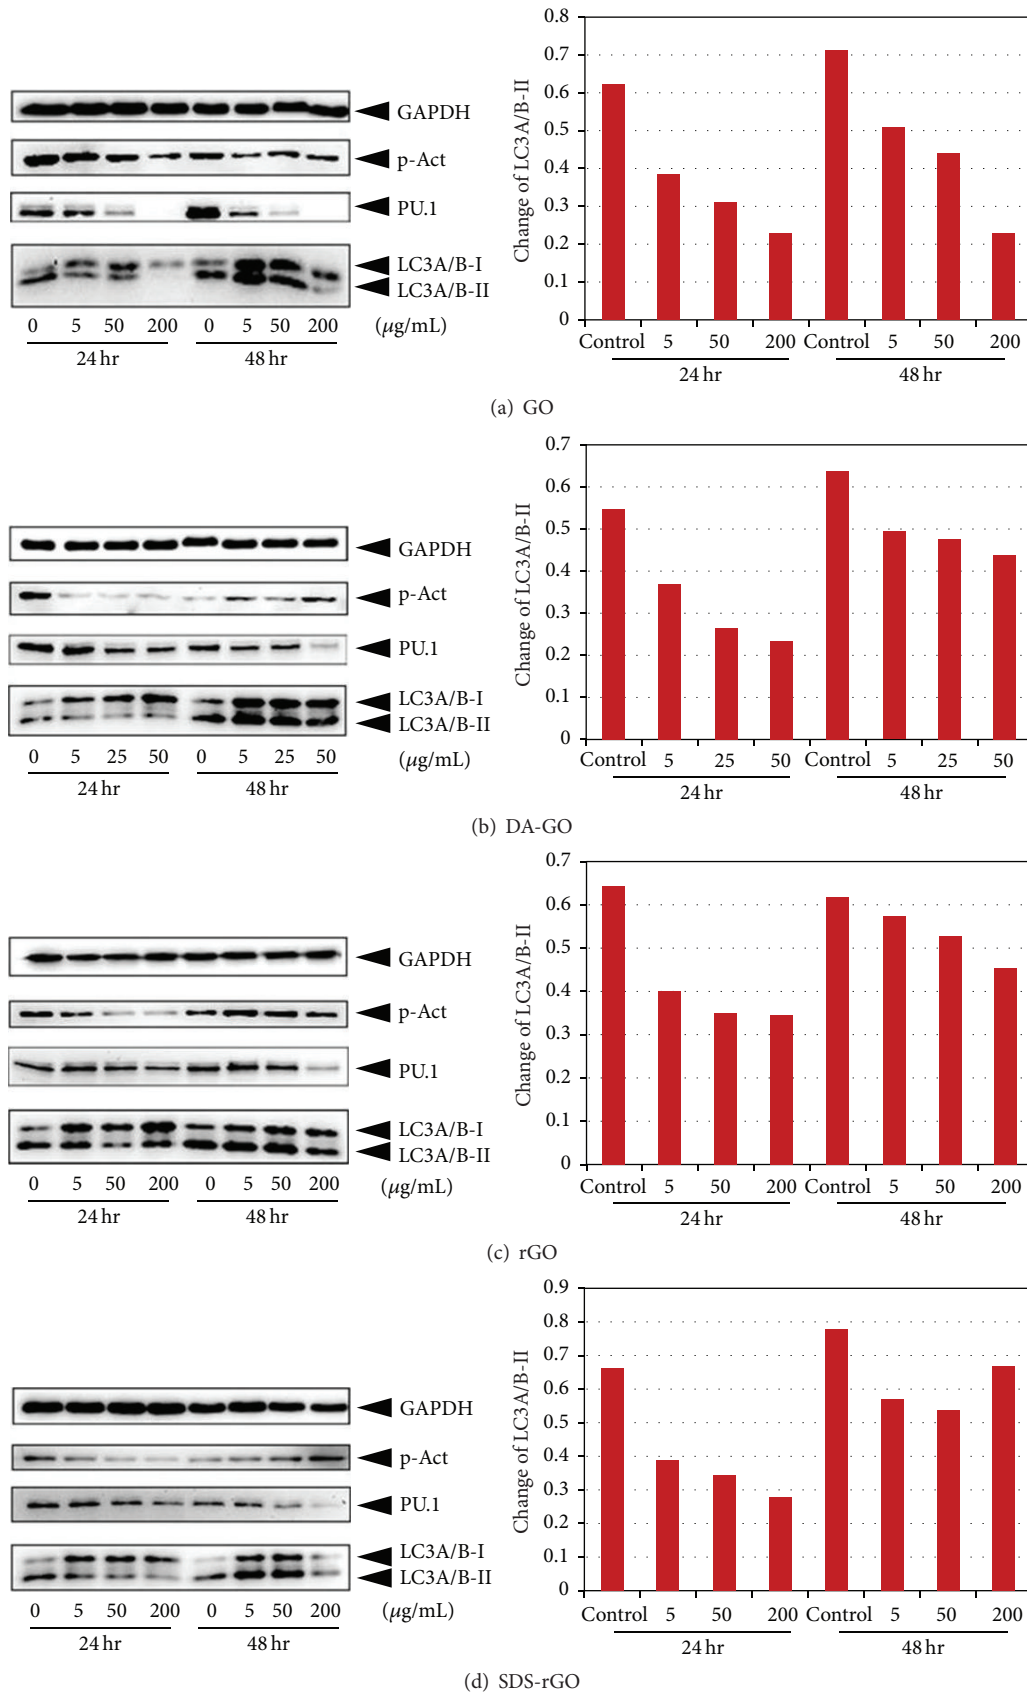 GAPDH
p-Act
PU.1
LC3A/B-I
LC3A/B-II
0 5 50 200 0 5 50 200 (μg/mL)
24 hr 48 hr
Change of LC3A/B-II
0.8
0.7
0.6
0.5
0.4
0.3
0.2
0.1
0
Control 5 50 200 Control 5 50 200
24 hr 48 hr
(a) GO
GAPDH
p-Act
PU.1
LC3A/B-I
LC3A/B-II
0 5 25 50 0 5 25 50 (μg/mL)
24 hr 48 hr
Change of LC3A/B-II
0.7
0.6
0.5
0.4
0.3
0.2
0.1
0
Control 5 25 50 Control 5 25 50
24 hr 48 hr
(b) DA-GO
GAPDH
p-Act
PU.1
LC3A/B-I
LC3A/B-II
0 5 50 200 0 5 50 200 (μg/mL)
24 hr 48 hr
Change of LC3A/B-II
0.7
0.6
0.5
0.4
0.3
0.2
0.1
0
Control 5 50 200 Control 5 50 200
24 hr 48 hr
(c) rGO
GAPDH
p-Act
PU.1
LC3A/B-I
LC3A/B-II
0 5 50 200 0 5 50 200 (μg/mL)
24 hr 48 hr
Change of LC3A/B-II
0.9
0.8
0.7
0.6
0.5
0.4
0.3
0.2
0.1
0
Control 5 50 200 Control 5 50 200
24 hr 48 hr
(d) SDS-rGO